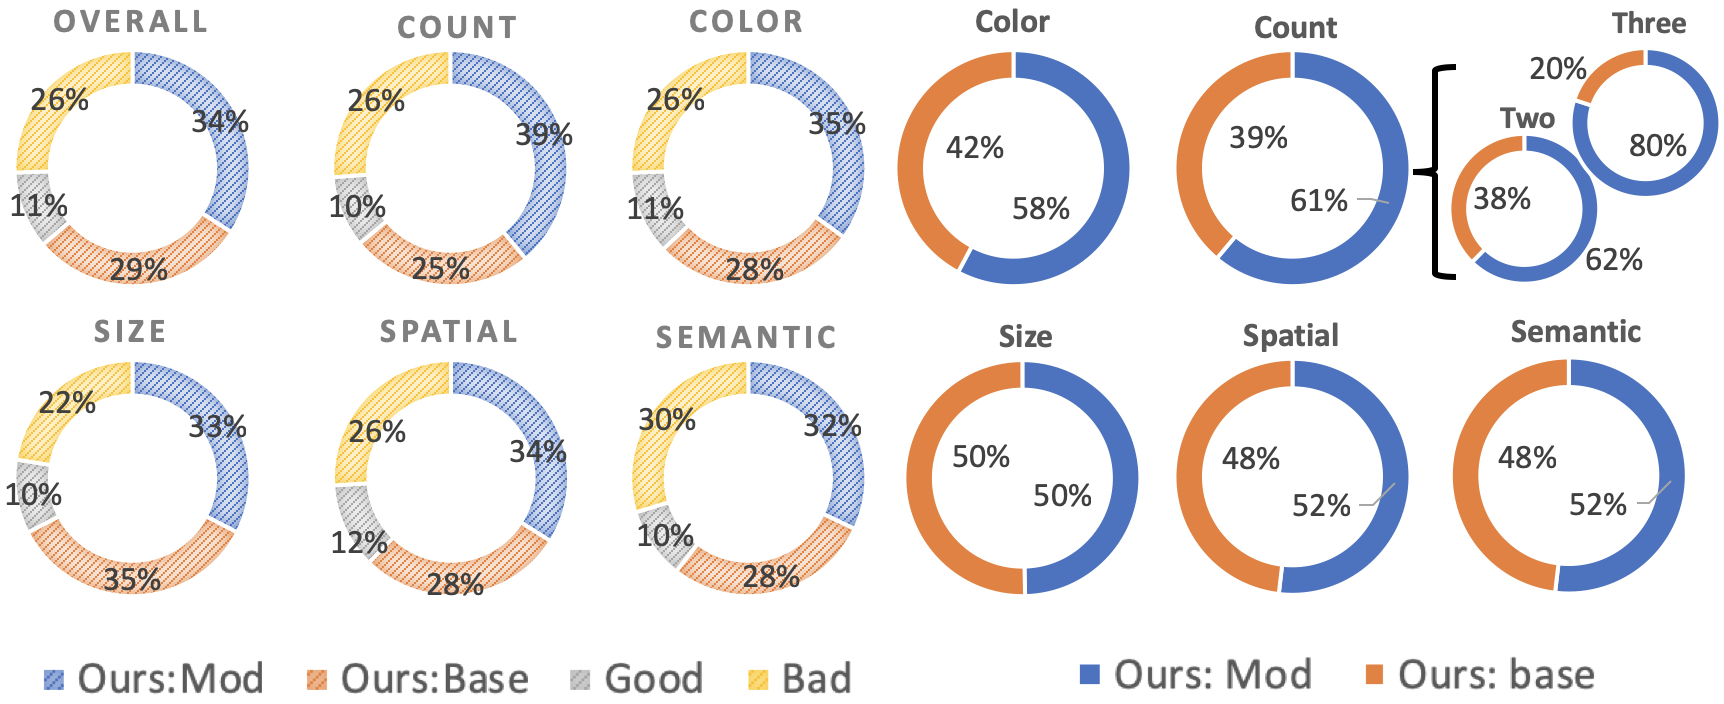 OVERALL
26%
34%
11%
29%
COUNT
26%
39%
10%
25%
COLOR
26%
35%
11%
28%
Color
42%
58%
Count
39%
61%
Three
20%
80%
Two
38%
62%
SIZE
22%
33%
10%
35%
SPATIAL
26%
34%
12%
28%
SEMANTIC
30%
32%
10%
28%
Size
50%
50%
Spatial
48%
52%
Semantic
48%
52%
Ours:Mod
Ours:Base
Good
Bad
Ours: Mod
Ours: base